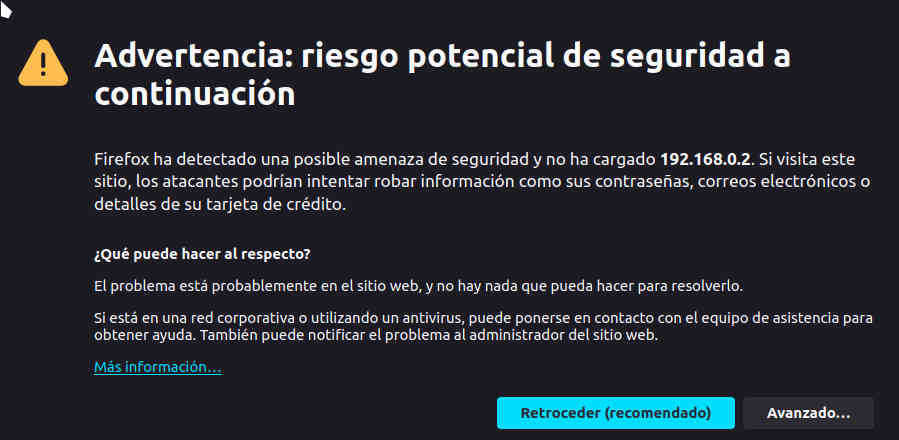 Advertencia: riesgo potencial de seguridad a
continuación
Firefox ha detectado una posible amenaza de seguridad y no ha cargado 192.168.0.2. Si visita este
sitio, los atacantes podrían intentar robar información como sus contraseñas, correos electrónicos o
detalles de su tarjeta de crédito.
¿Qué puede hacer al respecto?
El problema está probablemente en el sitio web, y no hay nada que pueda hacer para resolverlo.
Si está en una red corporativa o utilizando un antivirus, puede ponerse en contacto con el equipo de asistencia para
obtener ayuda. También puede notificar el problema al administrador del sitio web.
Más información…
Retroceder (recomendado)
Avanzado…